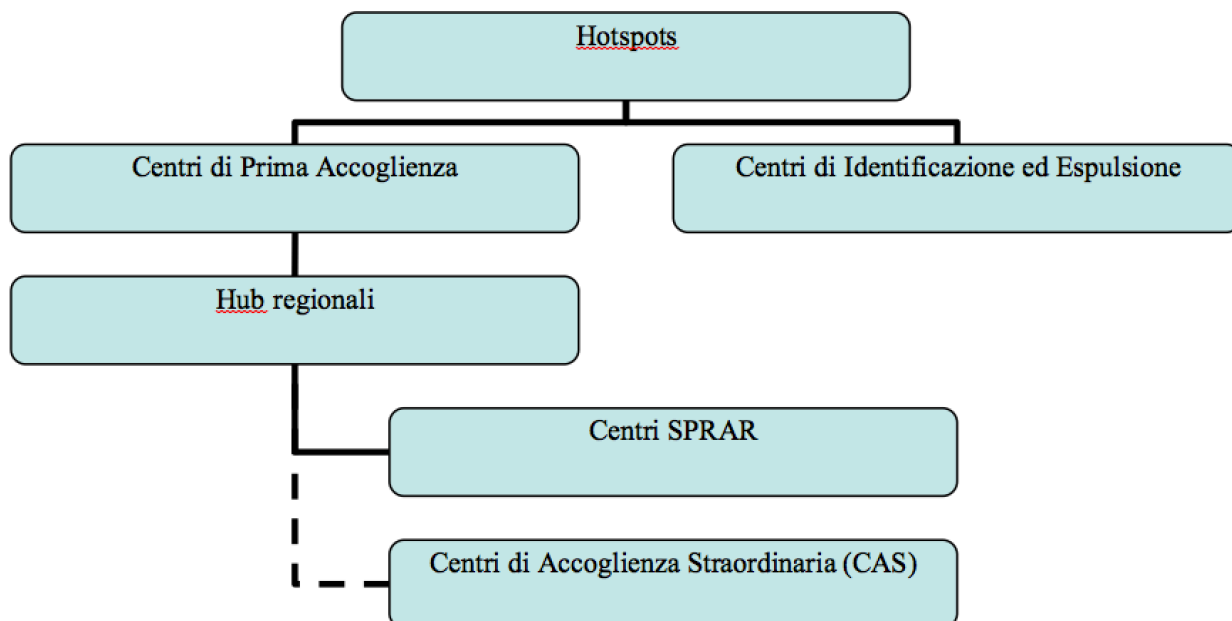 Hotspots
Centri di Prima Accoglienza
Centri di Identificazione ed Espulsione
Hub regionali
Centri SPRAR
Centri di Accoglienza Straordinaria (CAS)